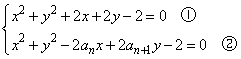 x² + y² + 2x + 2y − 2 = 0 ①
x² + y² − 2aₙx + 2aₙ₊₁y − 2 = 0 ②